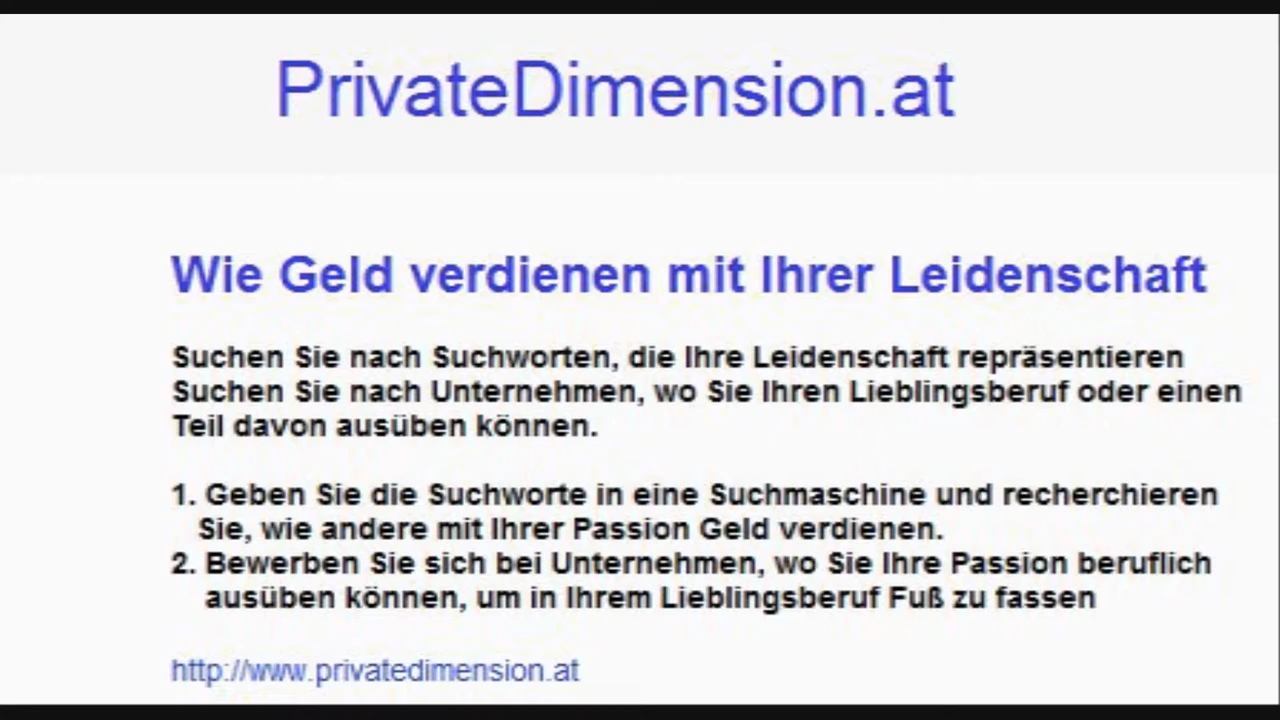 PrivateDimension.at
Wie Geld verdienen mit Ihrer Leidenschaft
Suchen Sie nach Suchworten, die Ihre Leidenschaft repräsentieren
Suchen Sie nach Unternehmen, wo Sie Ihren Lieblingsberuf oder einen
Teil davon ausüben können.
1. Geben Sie die Suchworte in eine Suchmaschine und recherchieren
Sie, wie andere mit Ihrer Passion Geld verdienen.
2. Bewerben Sie sich bei Unternehmen, wo Sie Ihre Passion beruflich
ausüben können, um in Ihrem Lieblingsberuf Fuß zu fassen
http://www.privatedimension.at